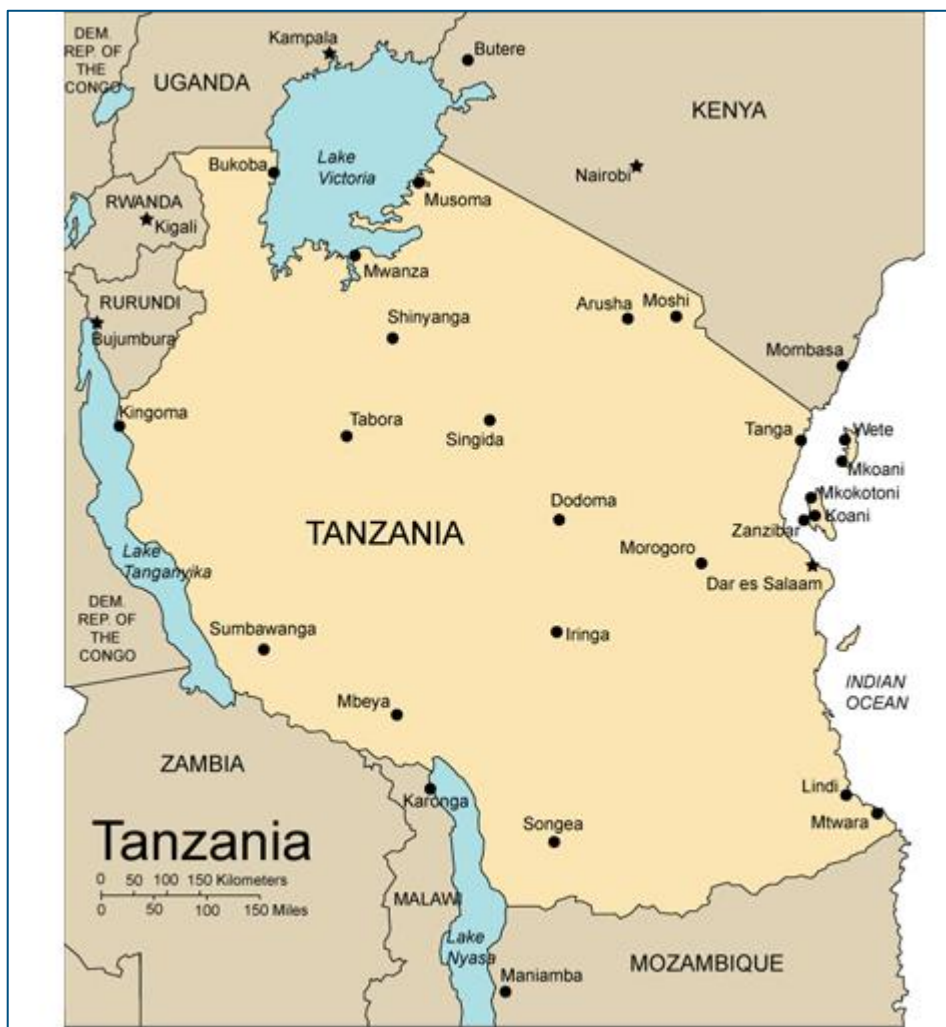 DEM.
REP. OF
THE
CONGO
Kampala
Butere
UGANDA
KENYA
Lake
Victoria
Bukoba
Nairobi
Musoma
RWANDA
Kigali
Mwanza
RURUNDI
Bujumbura
Shinyanga
Arusha
Moshi
Mombasa
Kingoma
Tabora
Singida
Tanga
Wete
Mkoani
Mkokotoni
Koani
Zanzibar
Dodoma
TANZANIA
Morogoro
Dar es Salaam
Lake
Tanganyika
DEM.
REP. OF
THE
CONGO
Sumbawanga
Iringa
INDIAN
OCEAN
Mbeya
ZAMBIA
Karonga
Lindi
Mtwara
Songea
Tanzania
0 50 100 150 Kilometers
0 50 100 150 Miles
MALAWI
Lake
Nyasa
Maniamba
MOZAMBIQUE